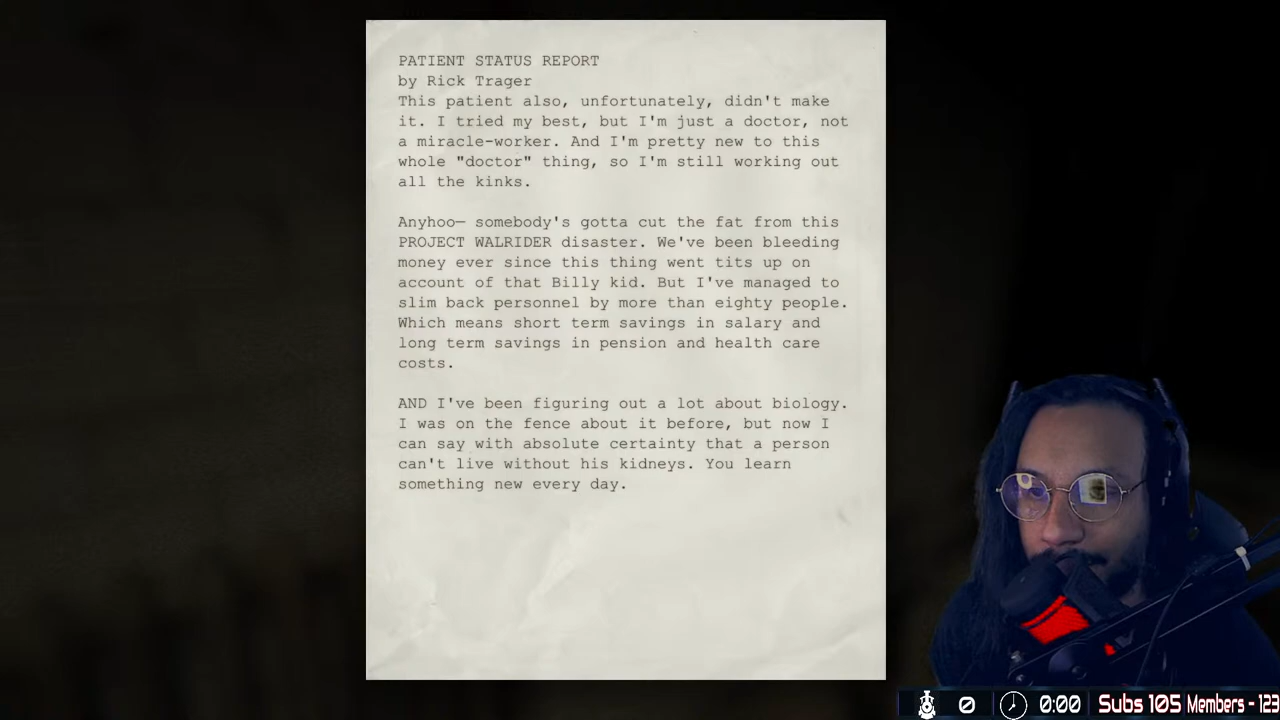 PATIENT STATUS REPORT
by Rick Trager
This patient also, unfortunately, didn't make
it. I tried my best, but I'm just a doctor, not
a miracle-worker. And I'm pretty new to this
whole "doctor" thing, so I'm still working out
all the kinks.
Anyhoo— somebody's gotta cut the fat from this
PROJECT WALRIDER disaster. We've been bleeding
money ever since this thing went tits up on
account of that Billy kid. But I've managed to
slim back personnel by more than eighty people.
Which means short term savings in salary and
long term savings in pension and health care
costs.
AND I've been figuring out a lot about biology.
I was on the fence about it before, but now I
can say with absolute certainty that a person
can't live without his kidneys. You learn
something new every day.
0 0:00 Subs 105 Members - 123